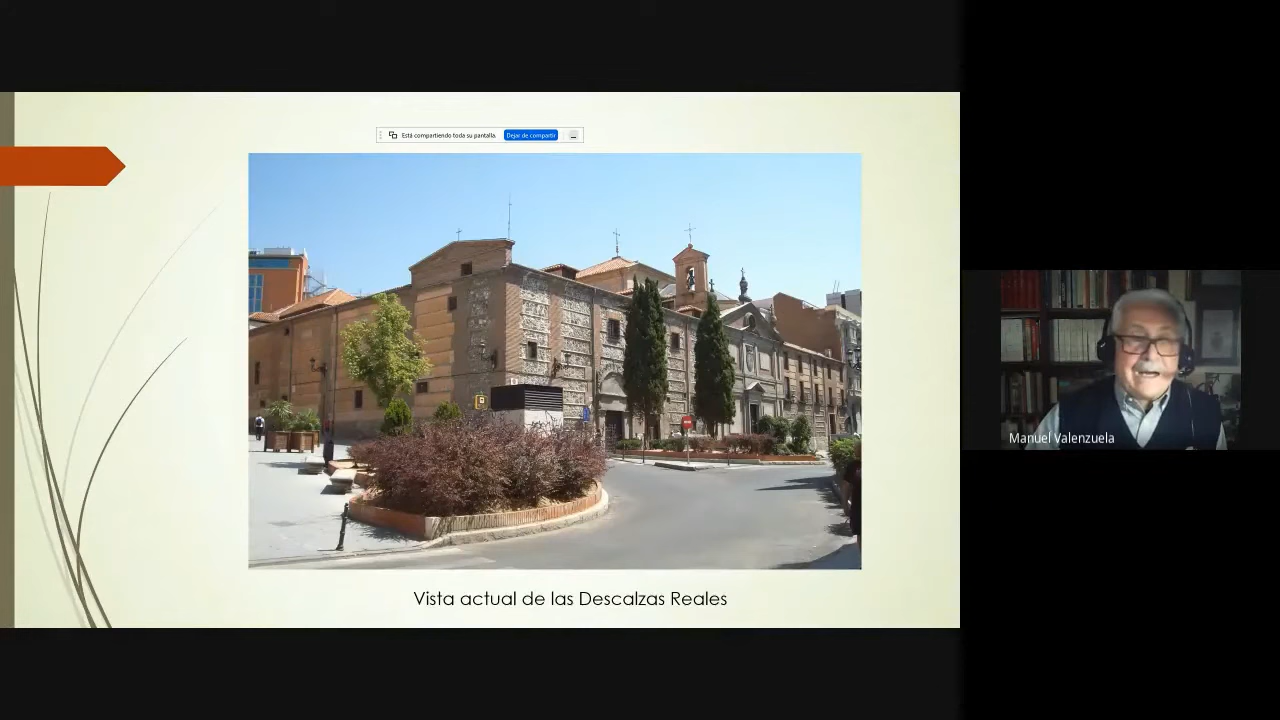 Está compartiendo toda su pantalla. Dejar de compartir
Manuel Valenzuela
Vista actual de las Descalzas Reales